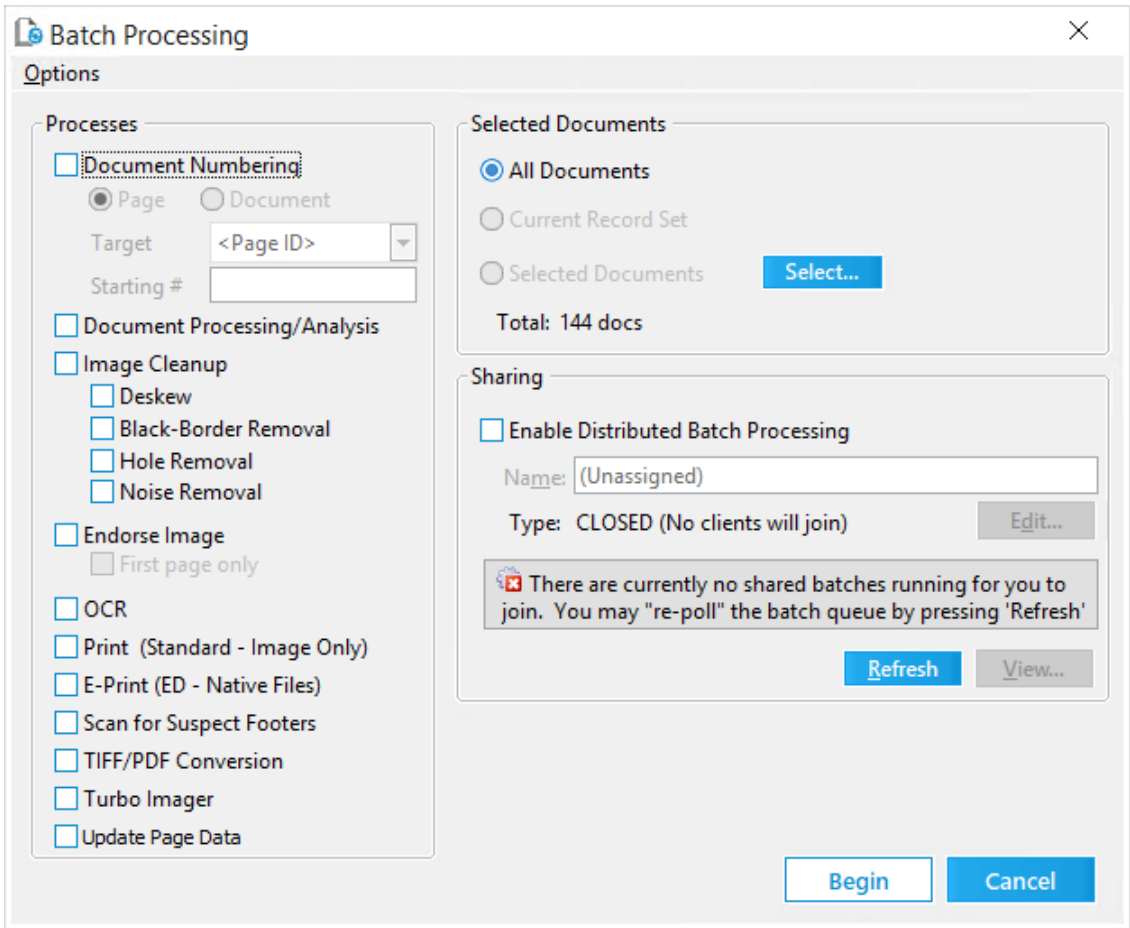 Batch Processing
Options
Processes
Document Numbering
Page Document
Target <Page ID>
Starting #
Document Processing/Analysis
Image Cleanup
Deskew
Black-Border Removal
Hole Removal
Noise Removal
Endorse Image
First page only
OCR
Print (Standard - Image Only)
E-Print (ED - Native Files)
Scan for Suspect Footers
TIFF/PDF Conversion
Turbo Imager
Update Page Data
Selected Documents
All Documents
Current Record Set
Selected Documents Select...
Total: 144 docs
Sharing
Enable Distributed Batch Processing
Name: (Unassigned)
Type: CLOSED (No clients will join) Edit...
There are currently no shared batches running for you to
join. You may "re-poll" the batch queue by pressing 'Refresh'
Refresh View...
Begin Cancel